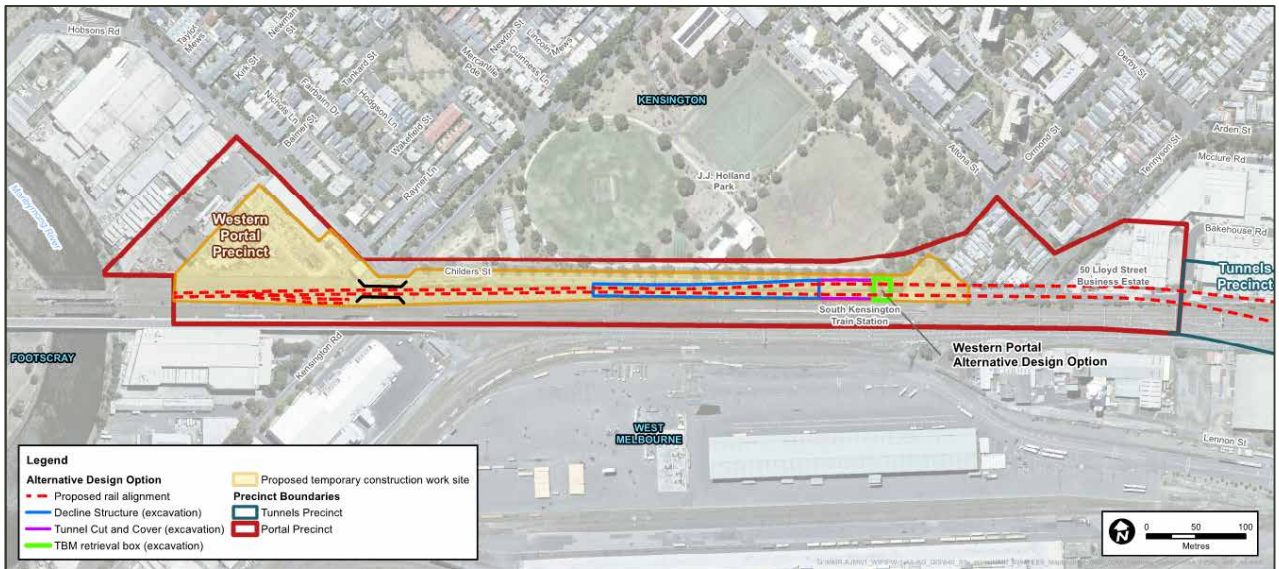 Hobsons Rd
Taylor
Mews
Newman
St
Kirk St
Tankard St
Mercantile
Pde
Newton St
Lincoln
Mews
Guinness Ln
Fairbairn Dr
Hodgson Ln
Nichole Ln
Wakefield St
Rayner Ln
KENSINGTON
J.J. Holland
Park
Altona St
Derby St
Ormond St
Tennyson St
Arden St
Mcclure Rd
Bakehouse Rd
Maribyrnong
River
Western
Portal
Precinct
Childers St
50 Lloyd Street
Business Estate
Tunnels
Precinct
South Kensington
Train Station
Western Portal
Alternative Design Option
FOOTSCRAY
Kensington Rd
WEST
MELBOURNE
Lennon St
Legend
Alternative Design Option
Proposed rail alignment
Decline Structure (excavation)
Tunnel Cut and Cover (excavation)
TBM retrieval box (excavation)
Proposed temporary construction work site
Precinct Boundaries
Tunnels Precinct
Portal Precinct
N
0 50 100
Metres